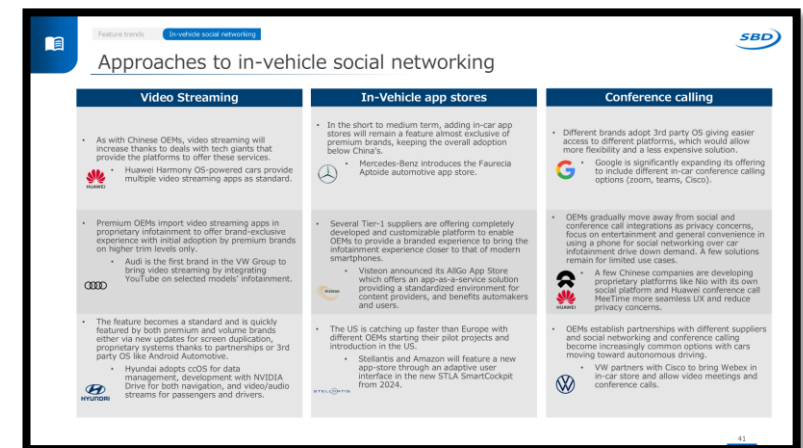 Feature trends
In-vehicle social networking
SBD
Approaches to in-vehicle social networking
Video Streaming
• As with Chinese OEMs, video streaming will
increase thanks to deals with tech giants that
provide the platforms to offer these services.
• Huawei Harmony OS-powered cars provide
multiple video streaming apps as standard.
HUAWEI
• Premium OEMs import video streaming apps in
proprietary infotainment to offer brand-exclusive
experience with initial adoption by premium brands
on higher trim levels only.
• Audi is the first brand in the VW Group to
bring video streaming by integrating
YouTube on selected models' infotainment.
• The feature becomes a standard and is quickly
featured by both premium and volume brands
either via new updates for screen duplication,
proprietary systems thanks to partnerships or 3rd
party OS like Android Automotive.
• Hyundai adopts ccOS for data
management, development with NVIDIA
Drive for both navigation, and video/audio
streams for passengers and drivers.
HYUNDAI
In-Vehicle app stores
• In the short to medium term, adding in-car app
stores will remain a feature almost exclusive of
premium brands, keeping the overall adoption
below China's.
• Mercedes-Benz introduces the Faurecia
Aptoide automotive app store.
• Several Tier-1 suppliers are offering completely
developed and customizable platform to enable
OEMs to provide a branded experience to bring the
infotainment experience closer to that of modern
smartphones.
• Visteon announced its AllGo App Store
which offers an app-as-a-service solution
providing a standardized environment for
content providers, and benefits automakers
and users.
Visteon
• The US is catching up faster than Europe with
different OEMs starting their pilot projects and
introduction in the US.
• Stellantis and Amazon will feature a new
app-store through an adaptive user
interface in the new STLA SmartCockpit
from 2024.
STELLANTIS
Conference calling
• Different brands adopt 3rd party OS giving easier
access to different platforms, which would allow
more flexibility and a less expensive solution.
• Google is significantly expanding its offering
to include different in-car conference calling
options (zoom, teams, Cisco).
• OEMs gradually move away from social and
conference call integrations as privacy concerns,
focus on entertainment and general convenience in
using a phone for social networking over car
infotainment drive down demand. A few solutions
remain for limited use cases.
• A few Chinese companies are developing
proprietary platforms like Nio with its own
social platform and Huawei conference call
MeeTime more seamless UX and reduce
privacy concerns.
HUAWEI
• OEMs establish partnerships with different suppliers
and social networking and conference calling
become increasingly common options with cars
moving toward autonomous driving.
• VW partners with Cisco to bring Webex in
in-car store and allow video meetings and
conference calls.
41